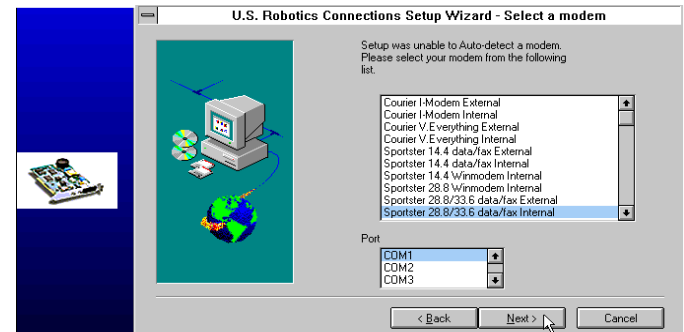 U.S. Robotics Connections Setup Wizard - Select a modem
Setup was unable to Auto-detect a modem.
Please select your modem from the following
list.
Courier I-Modem External
Courier I-Modem Internal
Courier V.Everything External
Courier V.Everything Internal
Sportster 14.4 data/fax External
Sportster 14.4 data/fax Internal
Sportster 14.4 Winmodem Internal
Sportster 28.8 Winmodem Internal
Sportster 28.8/33.6 data/fax External
Sportster 28.8/33.6 data/fax Internal
Port
COM1
COM2
COM3
< Back Next > Cancel